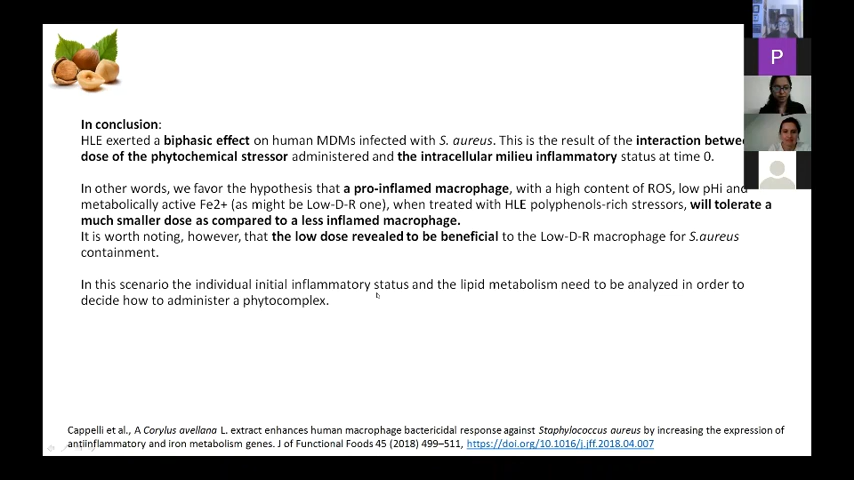 In conclusion:
HLE exerted a biphasic effect on human MDMs infected with S. aureus. This is the result of the interaction betwe
dose of the phytochemical stressor administered and the intracellular milieu inflammatory status at time 0.
In other words, we favor the hypothesis that a pro-inflamed macrophage, with a high content of ROS, low pHi and
metabolically active Fe2+ (as might be Low-D-R one), when treated with HLE polyphenols-rich stressors, will tolerate a
much smaller dose as compared to a less inflamed macrophage.
It is worth noting, however, that the low dose revealed to be beneficial to the Low-D-R macrophage for S.aureus
containment.
In this scenario the individual initial inflammatory status and the lipid metabolism need to be analyzed in order to
decide how to administer a phytocomplex.
Cappelli et al., A Corylus avellana L. extract enhances human macrophage bactericidal response against Staphylococcus aureus by increasing the expression of
antiinflammatory and iron metabolism genes. J of Functional Foods 45 (2018) 499–511, https://doi.org/10.1016/j.jff.2018.04.007
P